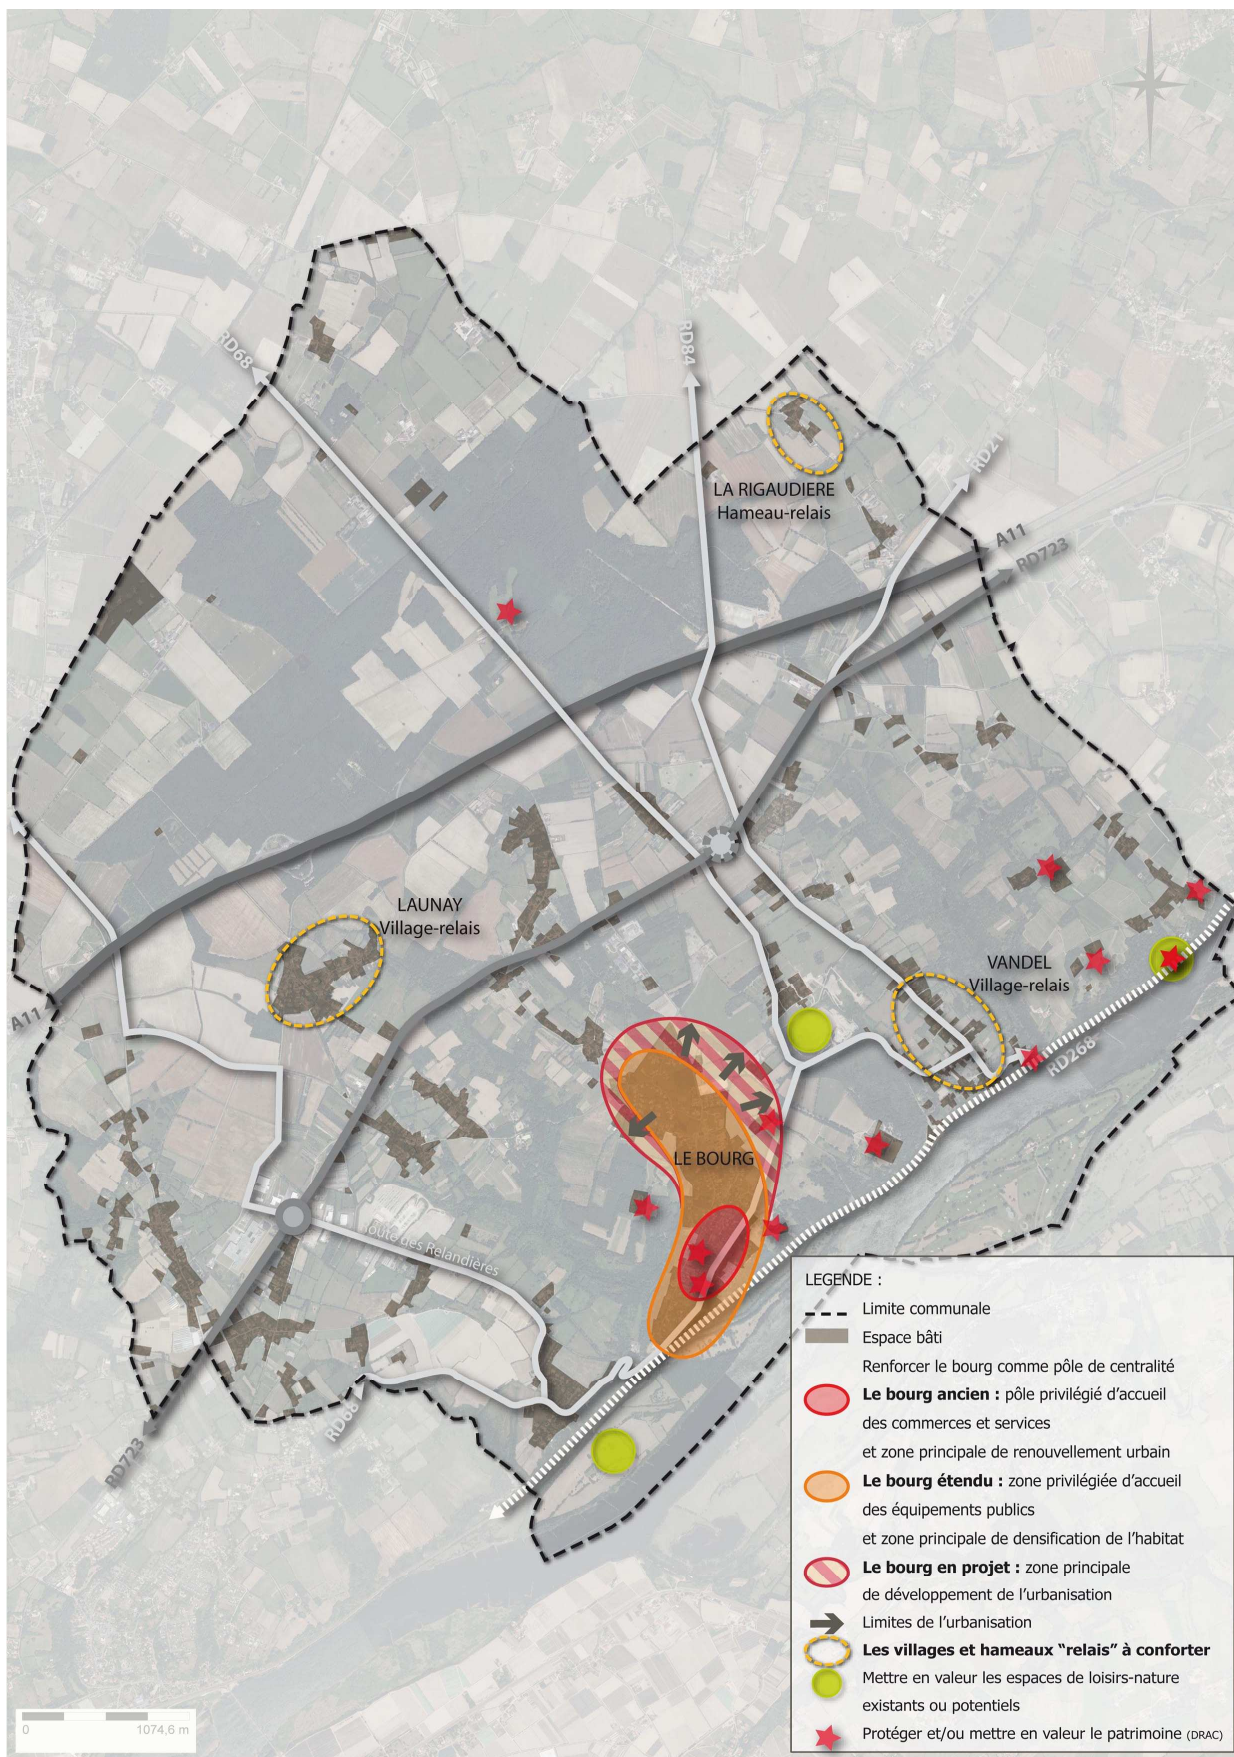 RD68
RD84
LA RIGAUDIERE
Hameau-relais
RD21
A11
RD723
LAUNAY
Village-relais
VANDEL
Village-relais
A11
RD268
LE BOURG
Route des Relandières
RD68
RD723
LEGENDE :
Limite communale
Espace bâti
Renforcer le bourg comme pôle de centralité
Le bourg ancien : pôle privilégié d'accueil
des commerces et services
et zone principale de renouvellement urbain
Le bourg étendu : zone privilégiée d'accueil
des équipements publics
et zone principale de densification de l'habitat
Le bourg en projet : zone principale
de développement de l'urbanisation
Limites de l'urbanisation
Les villages et hameaux “relais” à conforter
Mettre en valeur les espaces de loisirs-nature
existants ou potentiels
Protéger et/ou mettre en valeur le patrimoine (DRAC)
0 1074,6 m